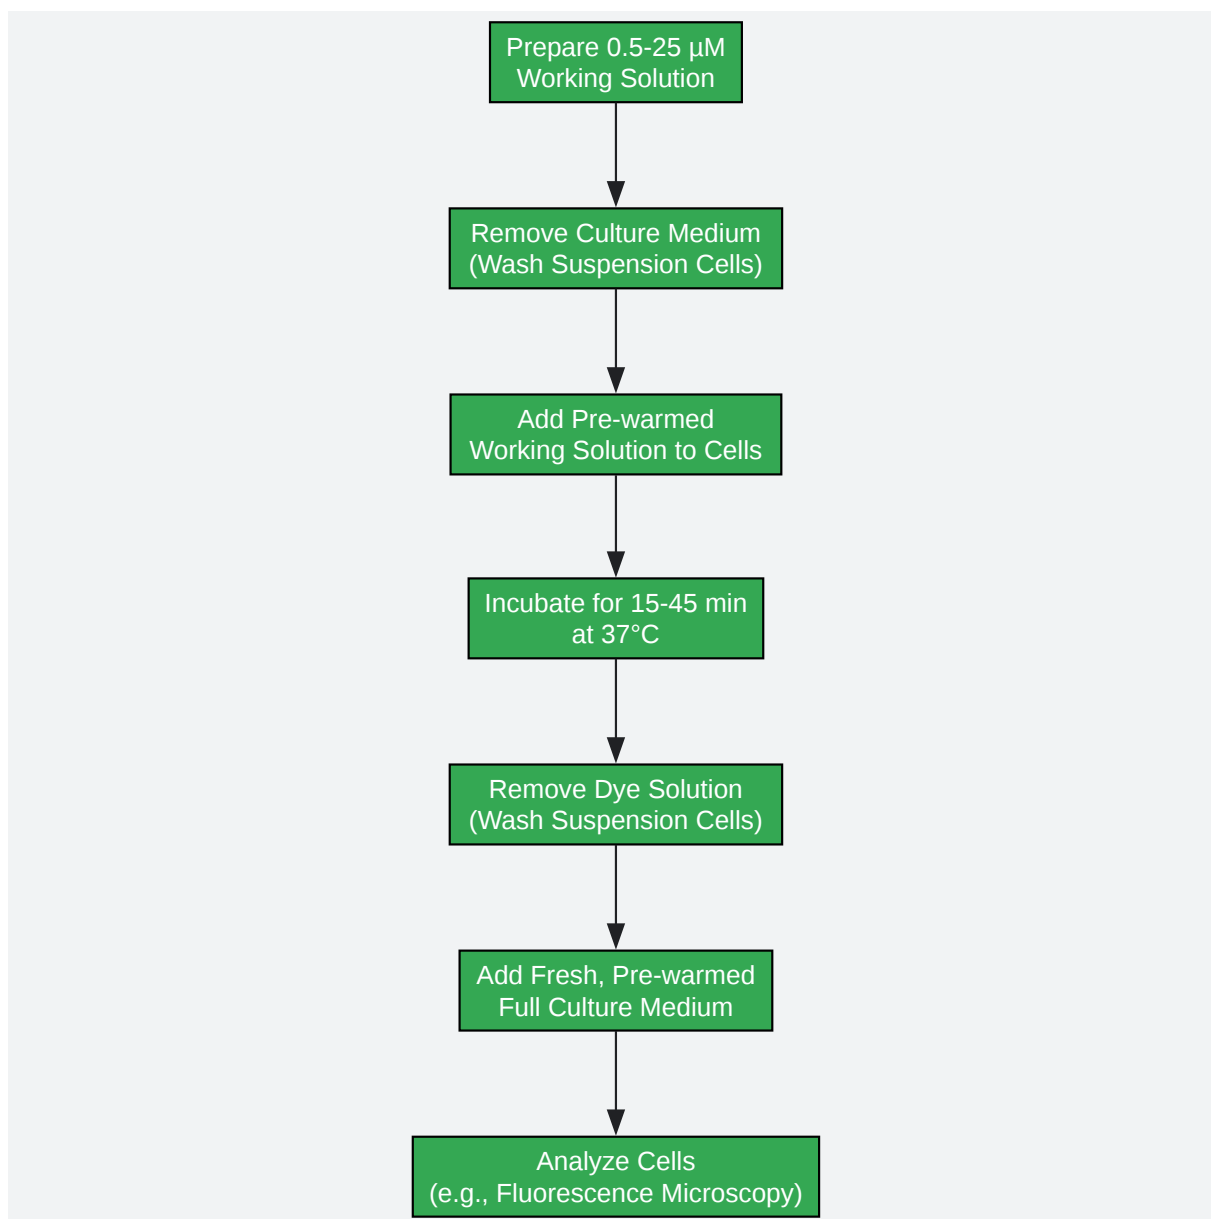 Prepare 0.5-25 µM
Working Solution
Remove Culture Medium
(Wash Suspension Cells)
Add Pre-warmed
Working Solution to Cells
Incubate for 15-45 min
at 37°C
Remove Dye Solution
(Wash Suspension Cells)
Add Fresh, Pre-warmed
Full Culture Medium
Analyze Cells
(e.g., Fluorescence Microscopy)